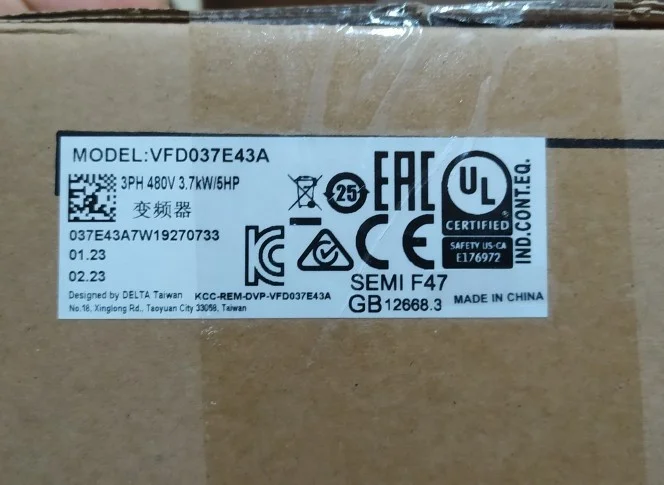 MODEL:VFD037E43A
3PH 480V 3.7kW/5HP
变频器
037E43A7W19270733
01.23
02.23
Designed by DELTA Taiwan
KCC-REM-DVP-VFD037E43A
No.18, Xinglong Rd., Taoyuan City 33068, Taiwan
25
EAC
KC
CE
SEMI F47
GB12668.3
UL
®
CERTIFIED
SAFETY US-CA
E176972
IND.CONT.EQ.
MADE IN CHINA